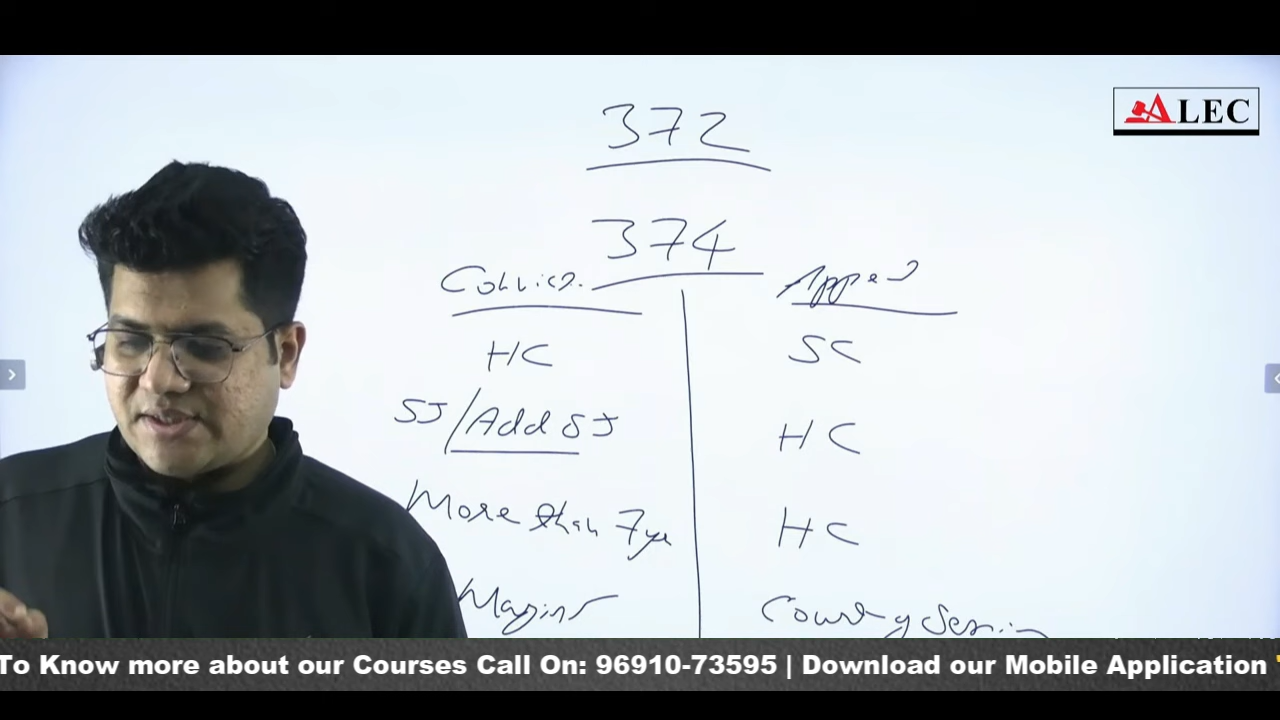 ALEC
372
374
Convict. Appeal
HC SC
SJ/Add SJ HC
More than 7yr HC
Magist Court of Session
To Know more about our Courses Call On: 96910-73595 | Download our Mobile Application